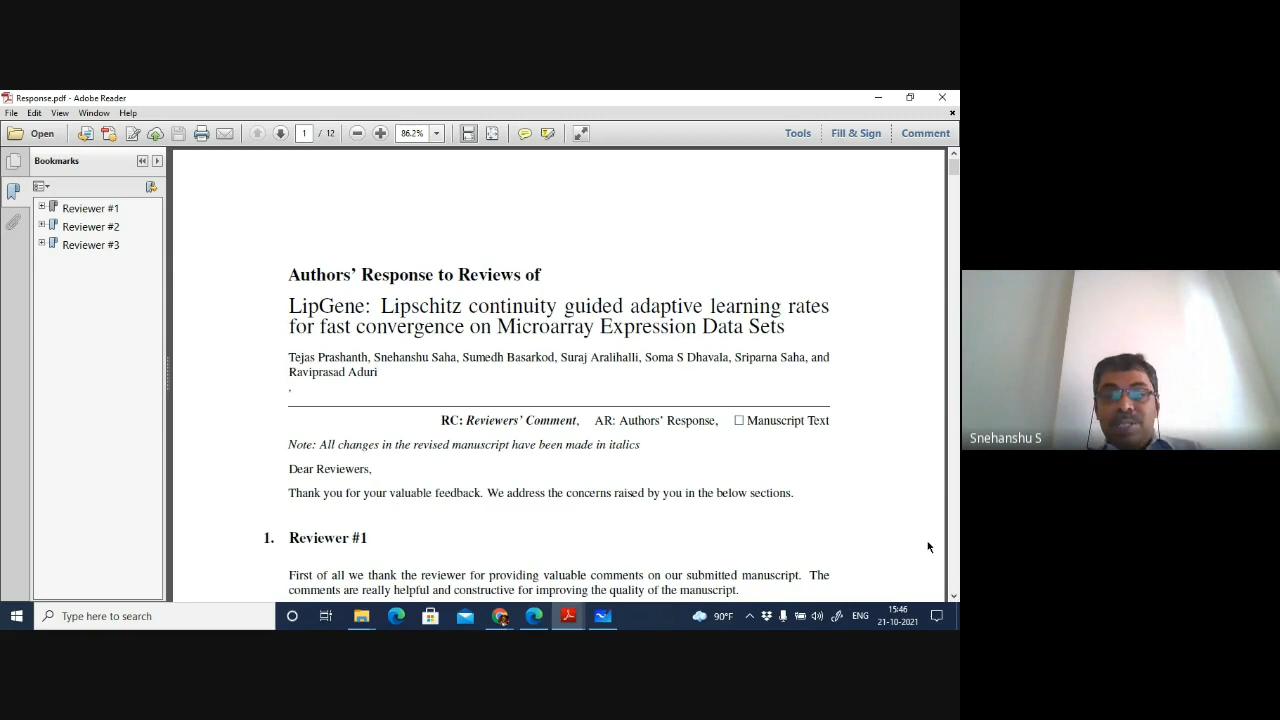 Response.pdf - Adobe Reader
File Edit View Window Help
Open 1 / 12 86.2% Tools Fill & Sign Comment
Bookmarks
Reviewer #1
Reviewer #2
Reviewer #3
Authors' Response to Reviews of
LipGene: Lipschitz continuity guided adaptive learning rates
for fast convergence on Microarray Expression Data Sets
Tejas Prashanth, Snehanshu Saha, Sumedh Basarkod, Suraj Aralihalli, Soma S Dhavala, Sriparna Saha, and
Raviprasad Aduri
,
RC: Reviewers' Comment, AR: Authors' Response, ☐ Manuscript Text
Note: All changes in the revised manuscript have been made in italics
Dear Reviewers,
Thank you for your valuable feedback. We address the concerns raised by you in the below sections.
1. Reviewer #1
First of all we thank the reviewer for providing valuable comments on our submitted manuscript. The
comments are really helpful and constructive for improving the quality of the manuscript.
Snehanshu S
Type here to search
90°F ENG 15:46
21-10-2021